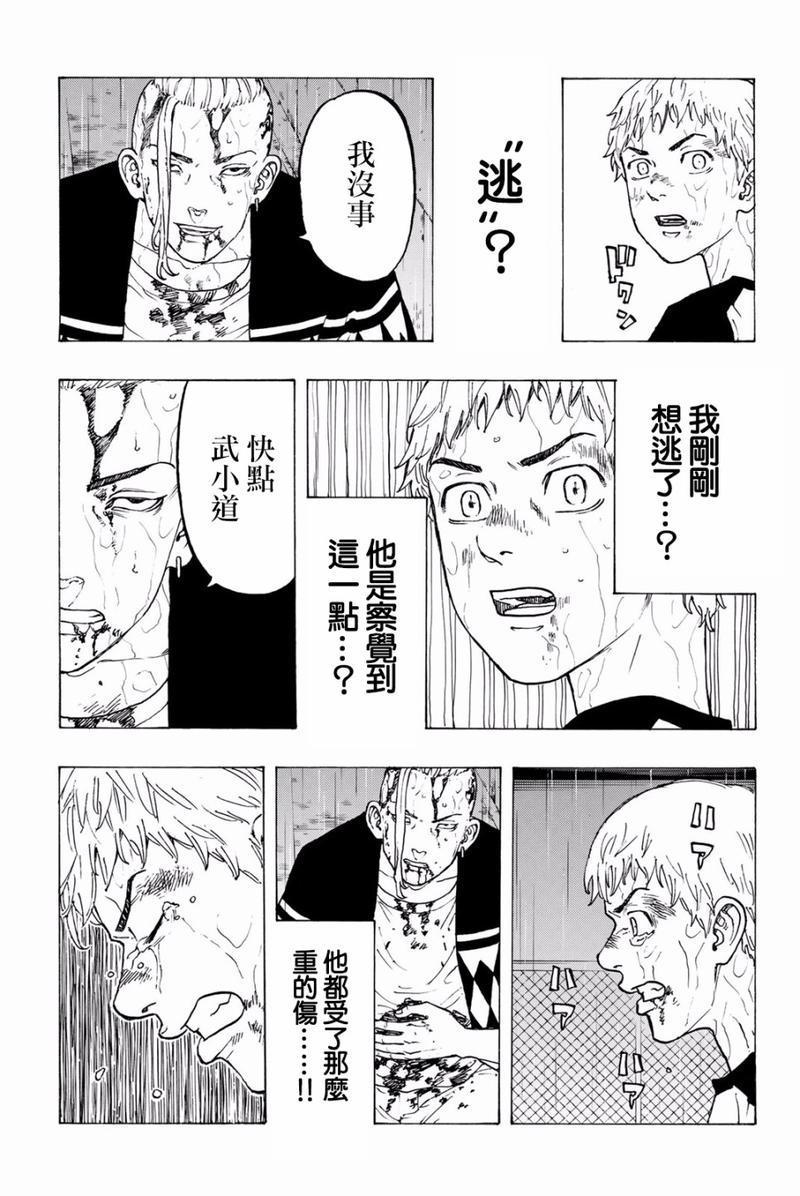 ドクン
“逃”？
我沒事
我剛剛
想逃了…？
他是察覺到
這一點…？
快點
武小道
ハァ
ハァ
ハァ
ハァ
他都受了那麼
重的傷……!!